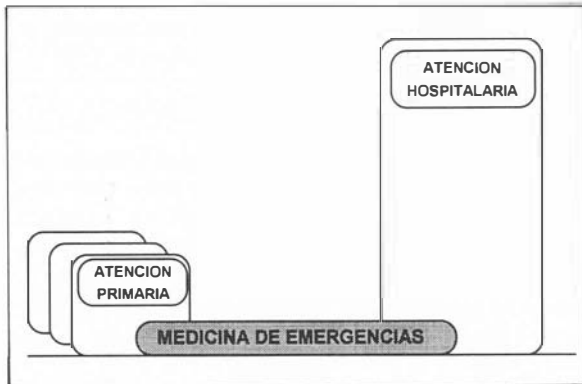 ATENCION
HOSPITALARIA
ATENCION
PRIMARIA
MEDICINA DE EMERGENCIAS